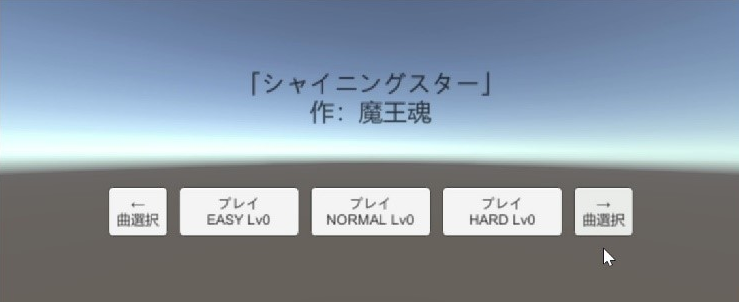 「シャイニングスター」
作：魔王魂
←
曲選択
プレイ
EASY Lv0
プレイ
NORMAL Lv0
プレイ
HARD Lv0
→
曲選択